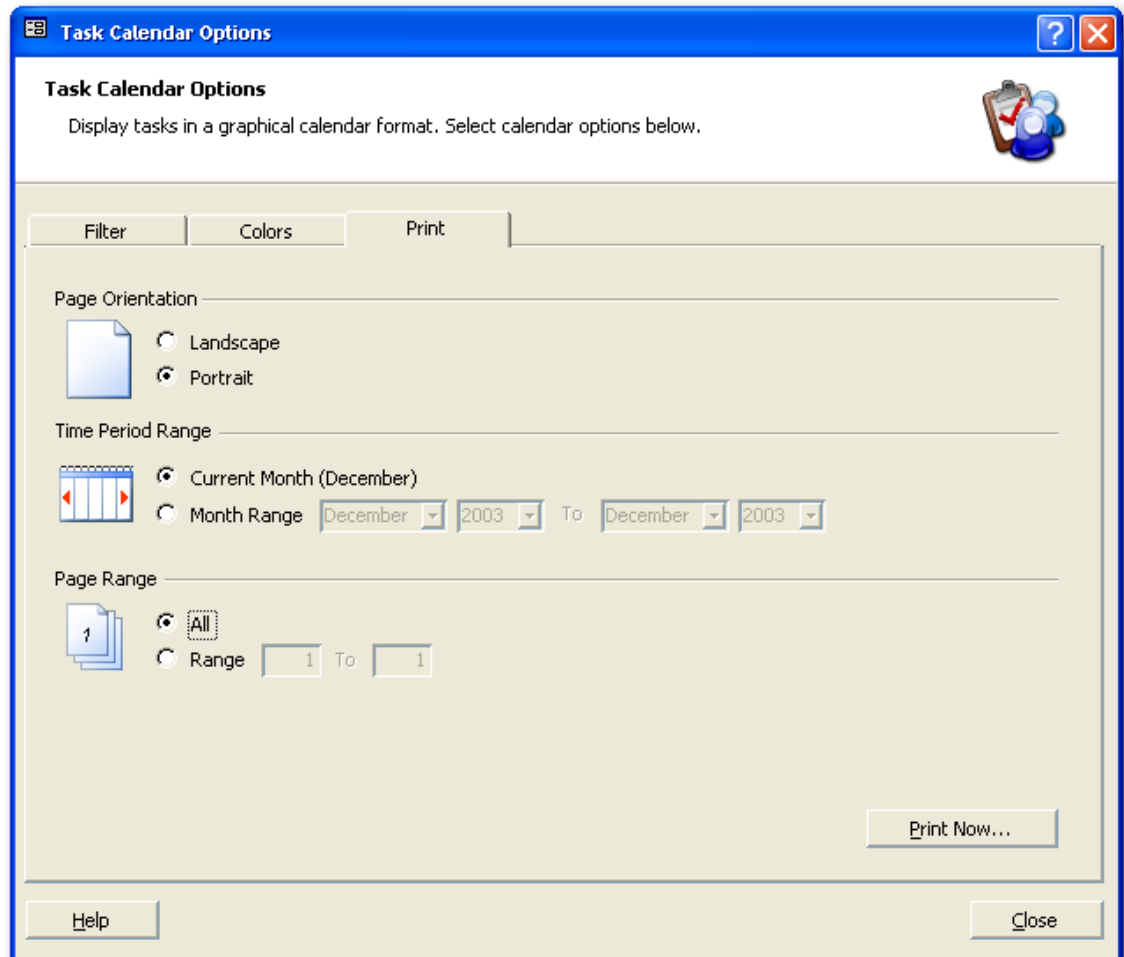 Task Calendar Options
?
Task Calendar Options
Display tasks in a graphical calendar format. Select calendar options below.
Filter Colors Print
Page Orientation
Landscape
Portrait
Time Period Range
Current Month (December)
Month Range December 2003 To December 2003
Page Range
1
All
Range 1 To 1
Print Now...
Help Close